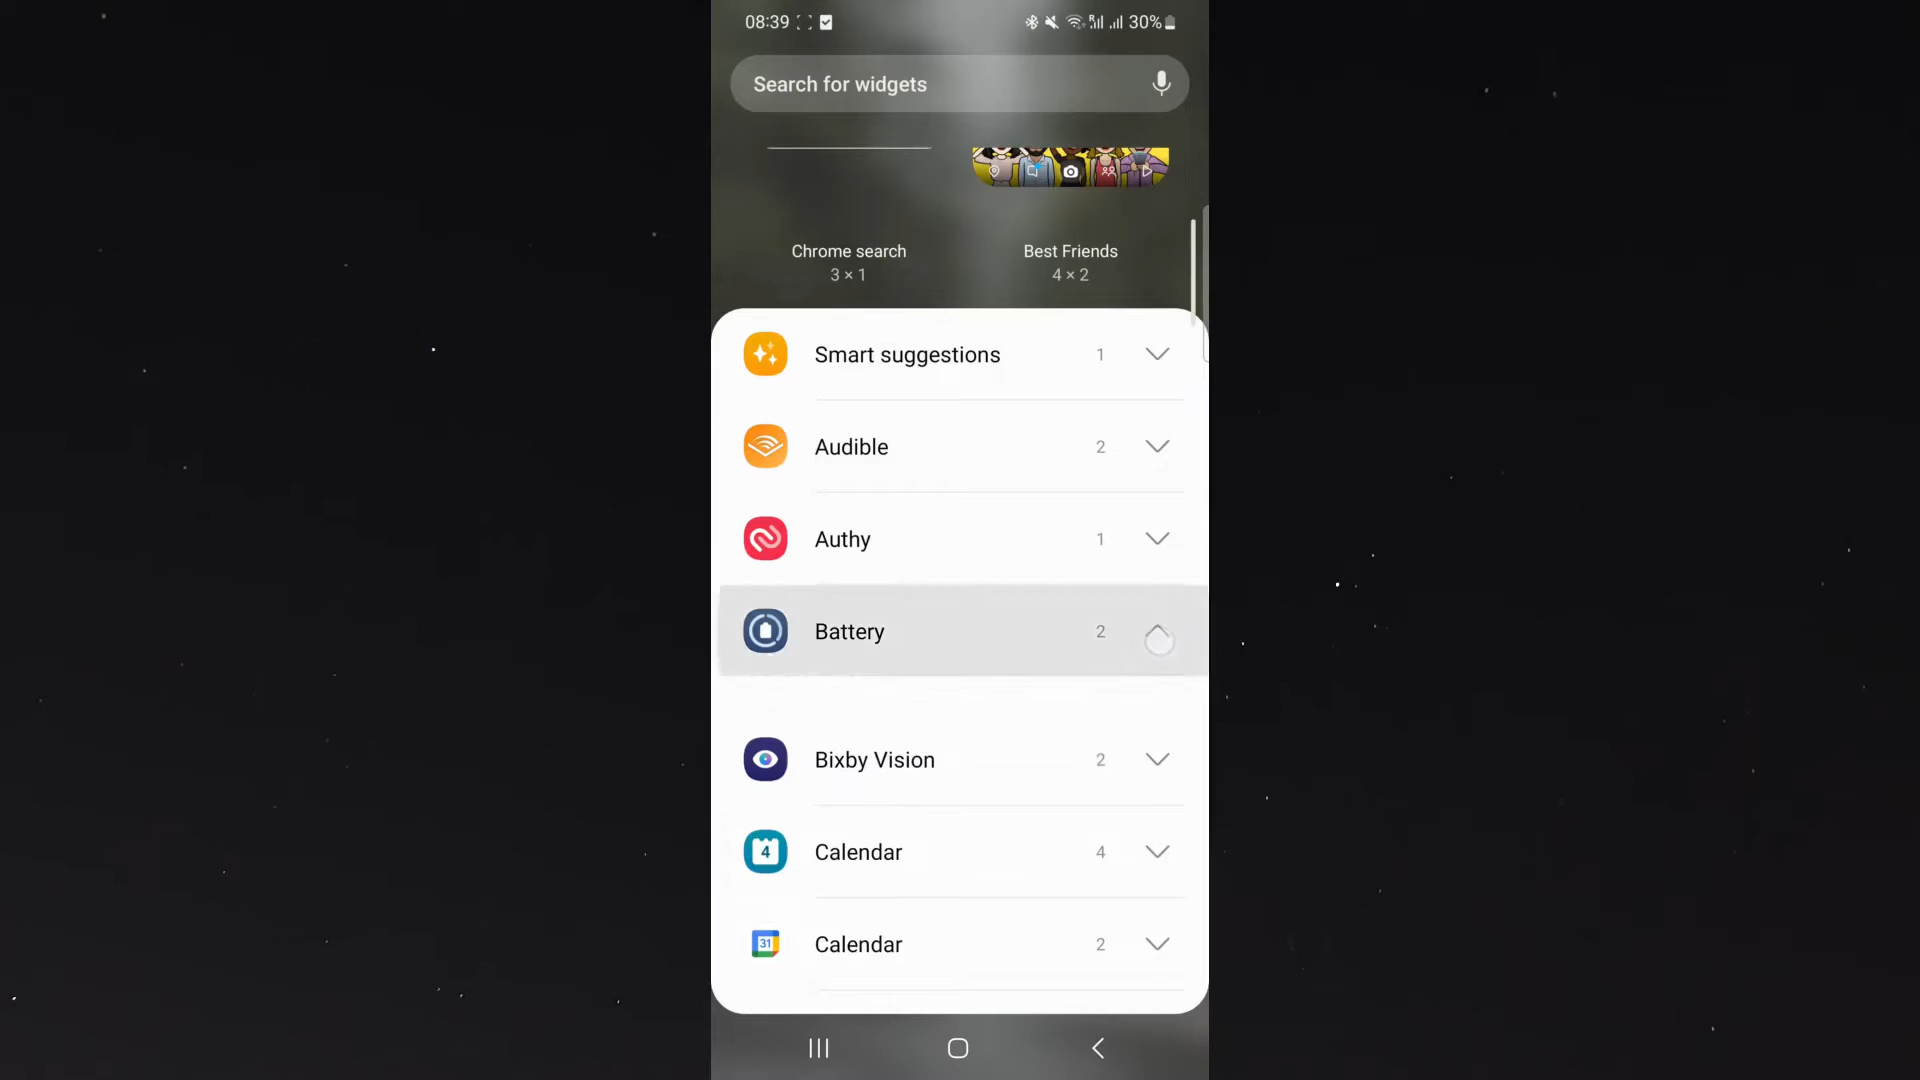 08:39
30%
Search for widgets
Chrome search
3 × 1
Best Friends
4 × 2
Smart suggestions 1
Audible 2
Authy 1
Battery 2
Bixby Vision 2
4 Calendar 4
31 Calendar 2